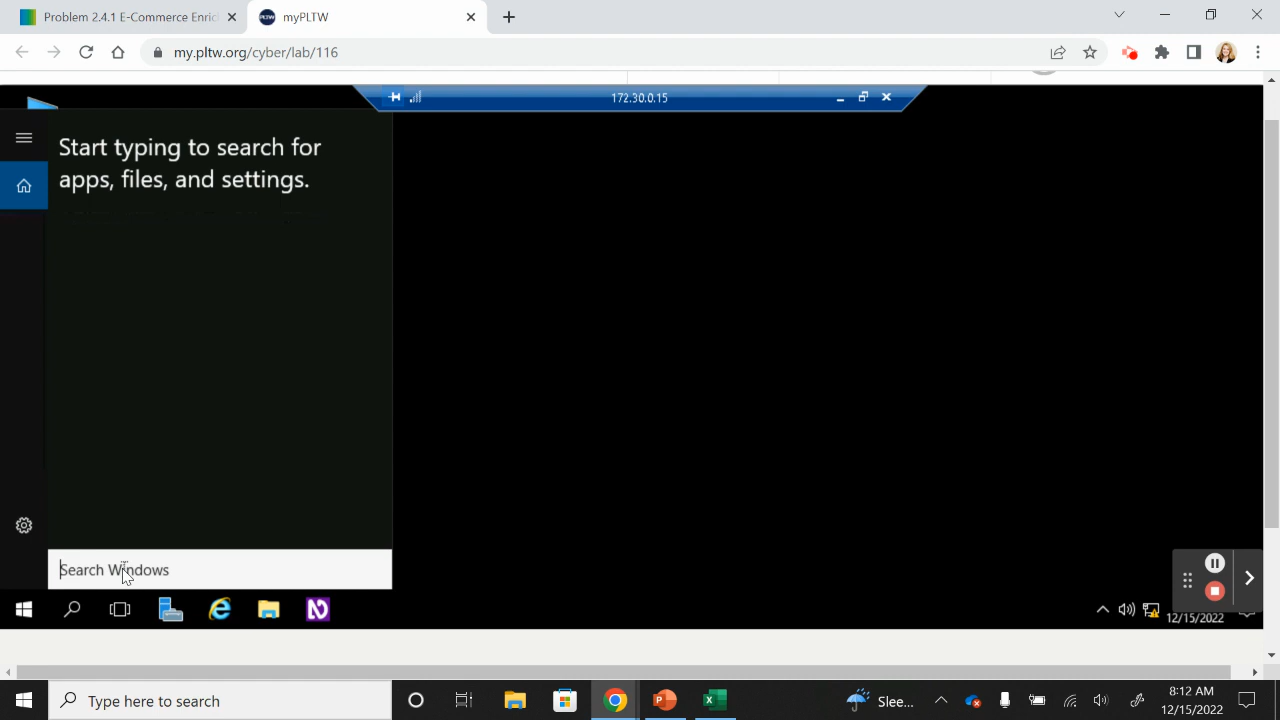 Problem 2.4.1 E-Commerce Enric
myPLTW
my.pltw.org/cyber/lab/116
172.30.0.15
Start typing to search for
apps, files, and settings.
Search Windows
12/15/2022
Type here to search
Slee...
8:12 AM
12/15/2022